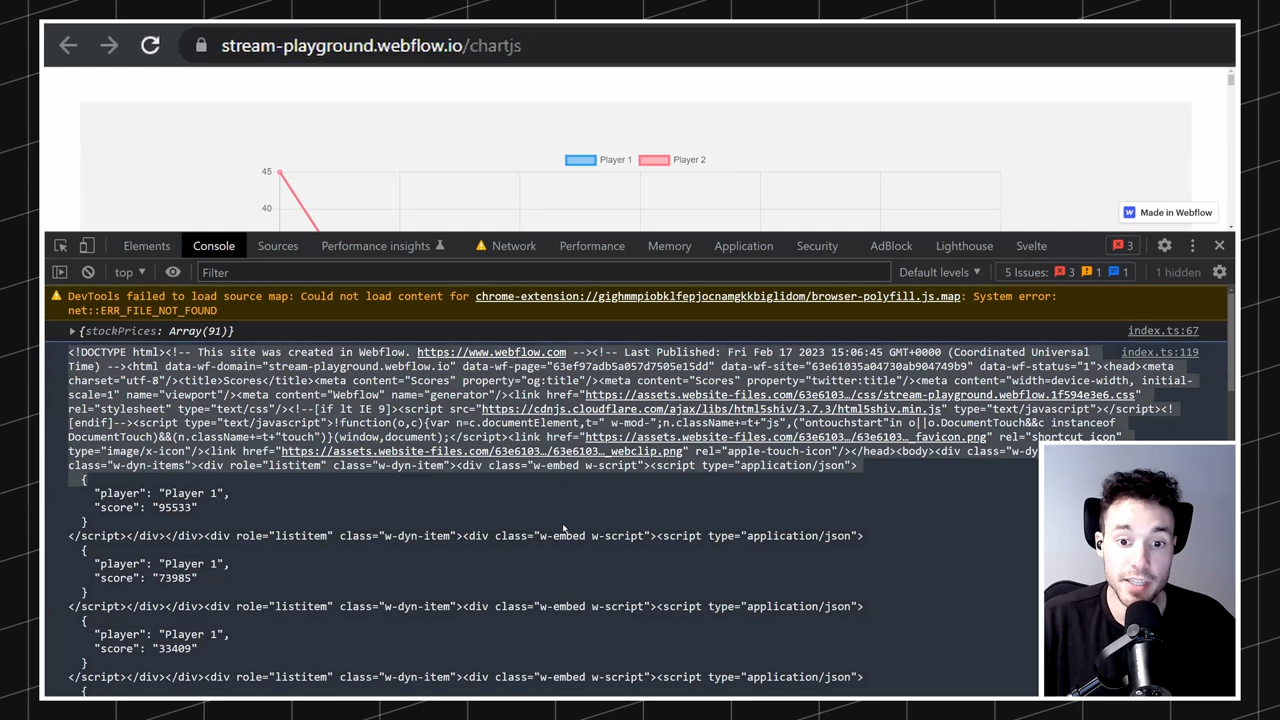 stream-playground.webflow.io/chartjs
Player 1 Player 2
45
40
Made in Webflow
Elements Console Sources Performance insights Network Performance Memory Application Security AdBlock Lighthouse Svelte 3
top Filter Default levels 5 Issues: 3 1 1 1 hidden
DevTools failed to load source map: Could not load content for chrome-extension://gighmmpiobklfepjocnamgkkbiglidom/browser-polyfill.js.map: System error:
net::ERR_FILE_NOT_FOUND
{stockPrices: Array(91)} index.ts:67
<!DOCTYPE html><!-- This site was created in Webflow. https://www.webflow.com --><!-- Last Published: Fri Feb 17 2023 15:06:45 GMT+0000 (Coordinated Universal index.ts:119
Time) --><html data-wf-domain="stream-playground.webflow.io" data-wf-page="63ef97adb5a057d7505e15dd" data-wf-site="63e61035a04730ab904749b9" data-wf-status="1"><head><meta
charset="utf-8"/><title>Scores</title><meta content="Scores" property="og:title"/><meta content="Scores" property="twitter:title"/><meta content="width=device-width, initial-
scale=1" name="viewport"/><meta content="Webflow" name="generator"/><link href="https://assets.website-files.com/63e6103…/css/stream-playground.webflow.1f594e3e6.css"
rel="stylesheet" type="text/css"/><!--[if lt IE 9]><script src="https://cdnjs.cloudflare.com/ajax/libs/html5shiv/3.7.3/html5shiv.min.js" type="text/javascript"></script><!
[endif]--><script type="text/javascript">!function(o,c){var n=c.documentElement,t=" w-mod-";n.className+=t+"js",("ontouchstart"in o||o.DocumentTouch&&c instanceof
DocumentTouch)&&(n.className+=t+"touch")}(window,document);</script><link href="https://assets.website-files.com/63e6103…/63e6103…_favicon.png" rel="shortcut icon"
type="image/x-icon"/><link href="https://assets.website-files.com/63e6103…/63e6103…_webclip.png" rel="apple-touch-icon"/></head><body><div class="w-dy
class="w-dyn-items"><div role="listitem" class="w-dyn-item"><div class="w-embed w-script"><script type="application/json">
{
"player": "Player 1",
"score": "95533"
}
</script></div></div><div role="listitem" class="w-dyn-item"><div class="w-embed w-script"><script type="application/json">
{
"player": "Player 1",
"score": "73985"
}
</script></div></div><div role="listitem" class="w-dyn-item"><div class="w-embed w-script"><script type="application/json">
{
"player": "Player 1",
"score": "33409"
}
</script></div></div><div role="listitem" class="w-dyn-item"><div class="w-embed w-script"><script type="application/json">
{